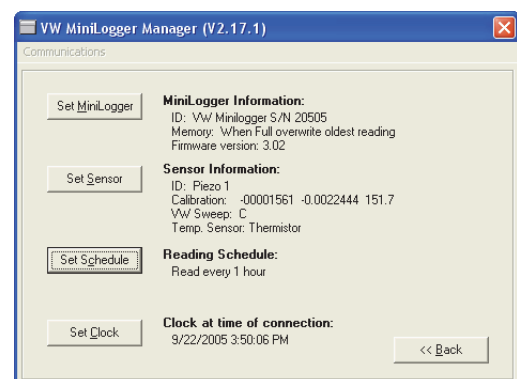 VW MiniLogger Manager (V2.17.1)
Communications
Set MiniLogger
MiniLogger Information:
ID: VW Minilogger S/N 20505
Memory: When Full overwrite oldest reading
Firmware version: 3.02
Set Sensor
Sensor Information:
ID: Piezo 1
Calibration: -00001561 -0.0022444 151.7
VW Sweep: C
Temp. Sensor: Thermistor
Set Schedule
Reading Schedule:
Read every 1 hour
Set Clock
Clock at time of connection:
9/22/2005 3:50:06 PM
<< Back